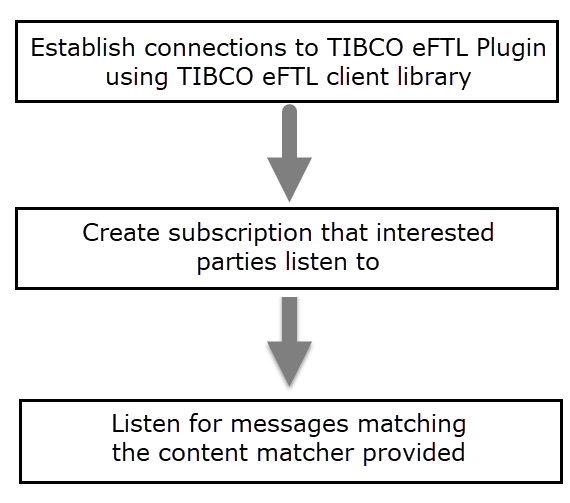 Establish connections to TIBCO eFTL Plugin
using TIBCO eFTL client library
Create subscription that interested
parties listen to
Listen for messages matching
the content matcher provided